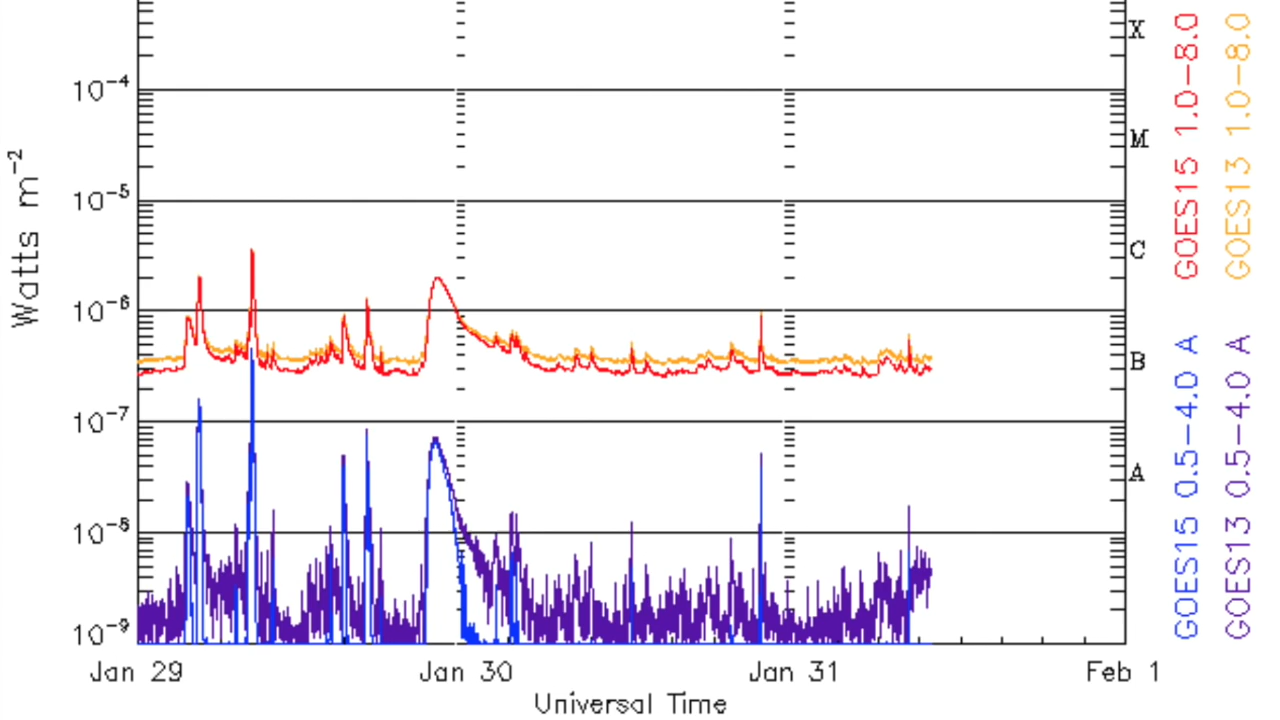 X
10⁻⁴
M
10⁻⁵
C
10⁻⁶
B
10⁻⁷
A
10⁻⁸
10⁻⁹
Watts m⁻²
Jan 29 Jan 30 Jan 31 Feb 1
Universal Time
GOES15 1.0-8.0
GOES13 1.0-8.0
GOES15 0.5-4.0 A
GOES13 0.5-4.0 A